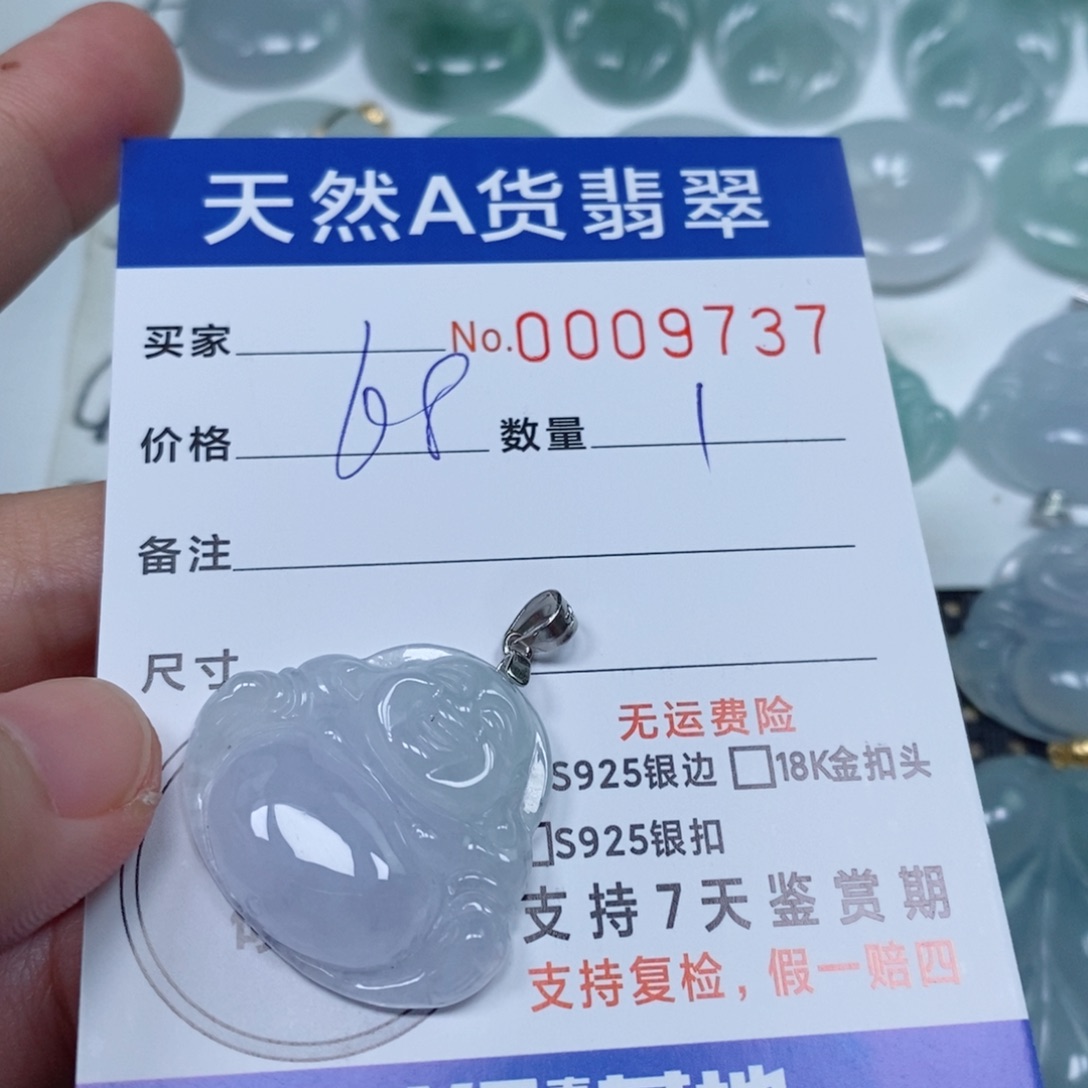 天然A货翡翠
买家 No.0009737
价格 68 数量 1
备注
尺寸
无运费险
S925银边 □18K金扣头
□S925银扣
支持7天鉴赏期
支持复检，假一赔四